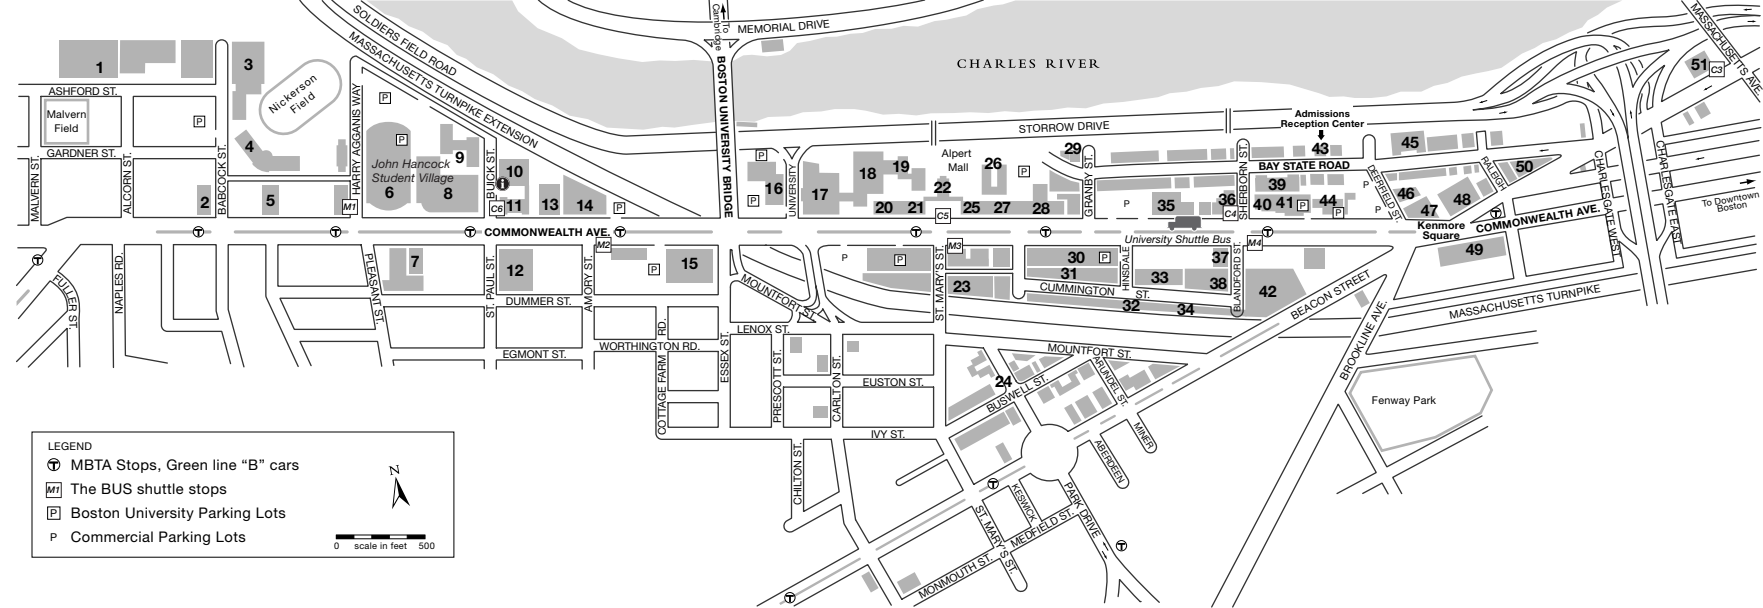 SOLDIERS FIELD ROAD
MASSACHUSETTS TURNPIKE EXTENSION
To
Cambridge
MEMORIAL DRIVE
BOSTON UNIVERSITY BRIDGE
CHARLES RIVER
STORROW DRIVE
MASSACHUSETTS AVE.
51
C3
1
3
ASHFORD ST.
Malvern
Field
Nickerson
Field
P
P
P
GARDNER ST.
4
MALVERN ST.
ALCORN ST.
BABCOCK ST.
HARRY AGGANIS WAY
John Hancock
Student Village
9
6
8
BUICK ST.
10
2
5
M1
C6
11
13
14
P
P
16
P
UNIVERSITY
17
18
19
Alpert
Mall
22
26
P
29
20
21
C5
25
27
28
GRANBY ST.
Admissions
Reception Center
43
45
BAY STATE ROAD
SHERBORN ST.
P
35
36
C4
39
40
41
P
44
P
P
P
DEERFIELD ST.
46
47
48
RALEIGH
50
Kenmore
Square
COMMONWEALTH AVE.
CHARLESGATE WEST
CHARLESGATE EAST
To Downtown
Boston
COMMONWEALTH AVE.
University Shuttle Bus
FULLER ST.
NAPLES RD.
PLEASANT ST.
7
ST. PAUL ST.
12
AMORY ST.
M2
P
15
MOUNTFORT ST.
P
P
ST. MARY'S ST.
M3
23
30
P
31
CUMMINGTON
ST.
HINSDALE
33
37
38
32
34
BLANDFORD ST.
M4
42
49
BEACON STREET
BROOKLINE AVE.
MASSACHUSETTS TURNPIKE
DUMMER ST.
EGMONT ST.
WORTHINGTON RD.
COTTAGE FARM RD.
ESSEX ST.
LENOX ST.
PRESCOTT ST.
CARLTON ST.
EUSTON ST.
IVY ST.
CHILTON ST.
MOUNTFORT ST.
24
BUSWELL ST.
ARUNDEL ST.
MINER
ABERDEEN
PARK DRIVE
KESWICK
ST. MARY'S ST.
MEDFIELD ST.
MONMOUTH ST.
Fenway Park
LEGEND
T MBTA Stops, Green line “B” cars
M1 The BUS shuttle stops
P Boston University Parking Lots
P Commercial Parking Lots
N
0 scale in feet 500